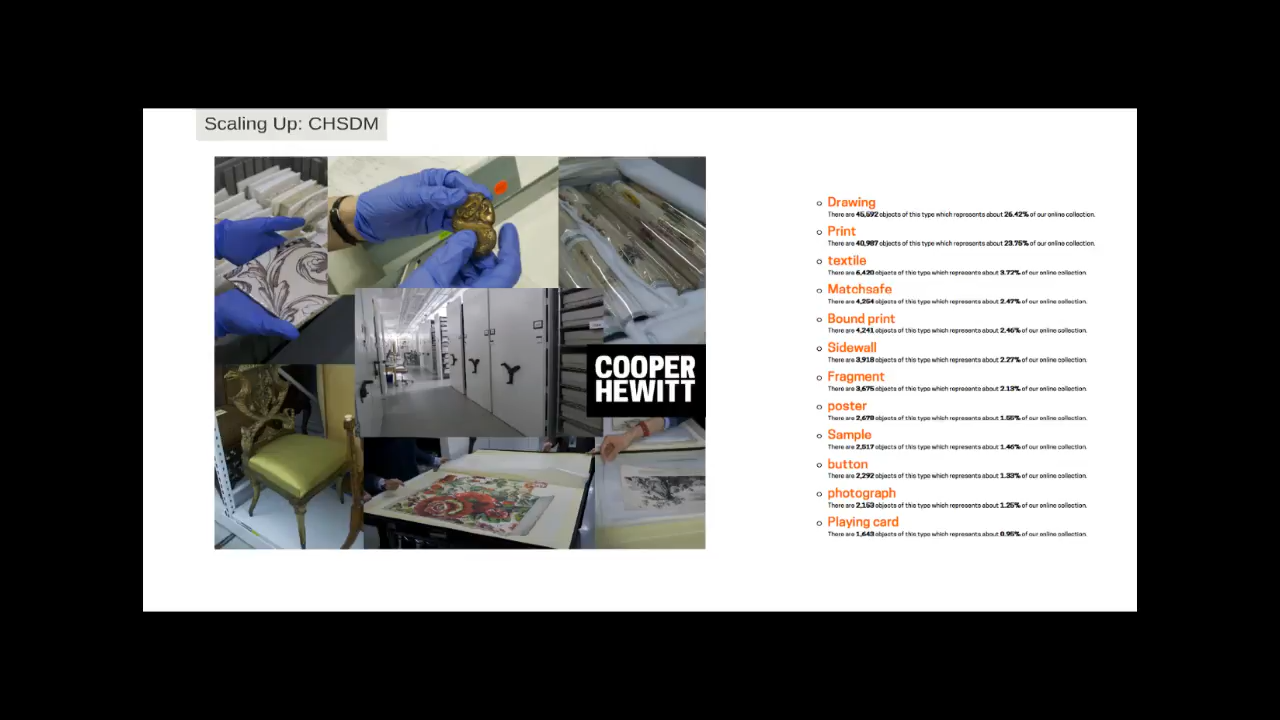 Scaling Up: CHSDM
COOPER
HEWITT
Drawing
There are 45,592 objects of this type which represents about 26.42% of our online collection.
Print
There are 40,987 objects of this type which represents about 23.75% of our online collection.
textile
There are 6,420 objects of this type which represents about 3.72% of our online collection.
Matchsafe
There are 4,264 objects of this type which represents about 2.47% of our online collection.
Bound print
There are 4,241 objects of this type which represents about 2.46% of our online collection.
Sidewall
There are 3,918 objects of this type which represents about 2.27% of our online collection.
Fragment
There are 3,675 objects of this type which represents about 2.13% of our online collection.
poster
There are 2,679 objects of this type which represents about 1.55% of our online collection.
Sample
There are 2,517 objects of this type which represents about 1.46% of our online collection.
button
There are 2,292 objects of this type which represents about 1.33% of our online collection.
photograph
There are 2,153 objects of this type which represents about 1.25% of our online collection.
Playing card
There are 1,643 objects of this type which represents about 0.95% of our online collection.